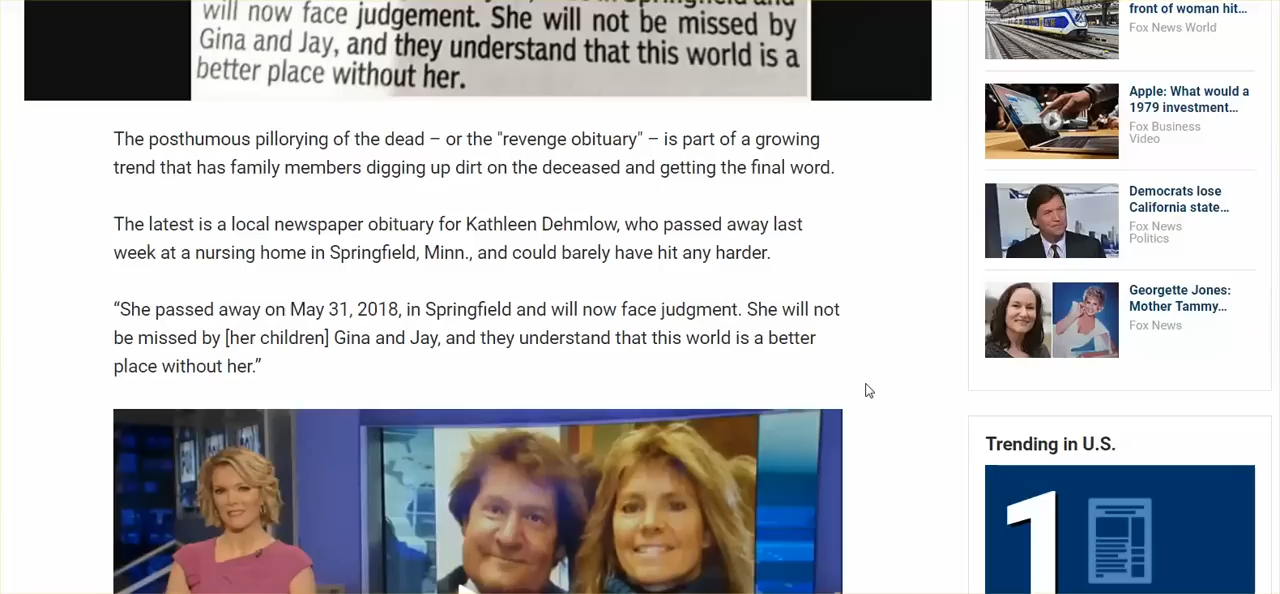 will now face judgement. She will not be missed by
Gina and Jay, and they understand that this world is a
better place without her.
The posthumous pillorying of the dead – or the "revenge obituary" – is part of a growing
trend that has family members digging up dirt on the deceased and getting the final word.
The latest is a local newspaper obituary for Kathleen Dehmlow, who passed away last
week at a nursing home in Springfield, Minn., and could barely have hit any harder.
“She passed away on May 31, 2018, in Springfield and will now face judgment. She will not
be missed by [her children] Gina and Jay, and they understand that this world is a better
place without her.”
front of woman hit...
Fox News World
Apple: What would a
1979 investment...
Fox Business
Video
Democrats lose
California state...
Fox News
Politics
Georgette Jones:
Mother Tammy...
Fox News
Trending in U.S.
1